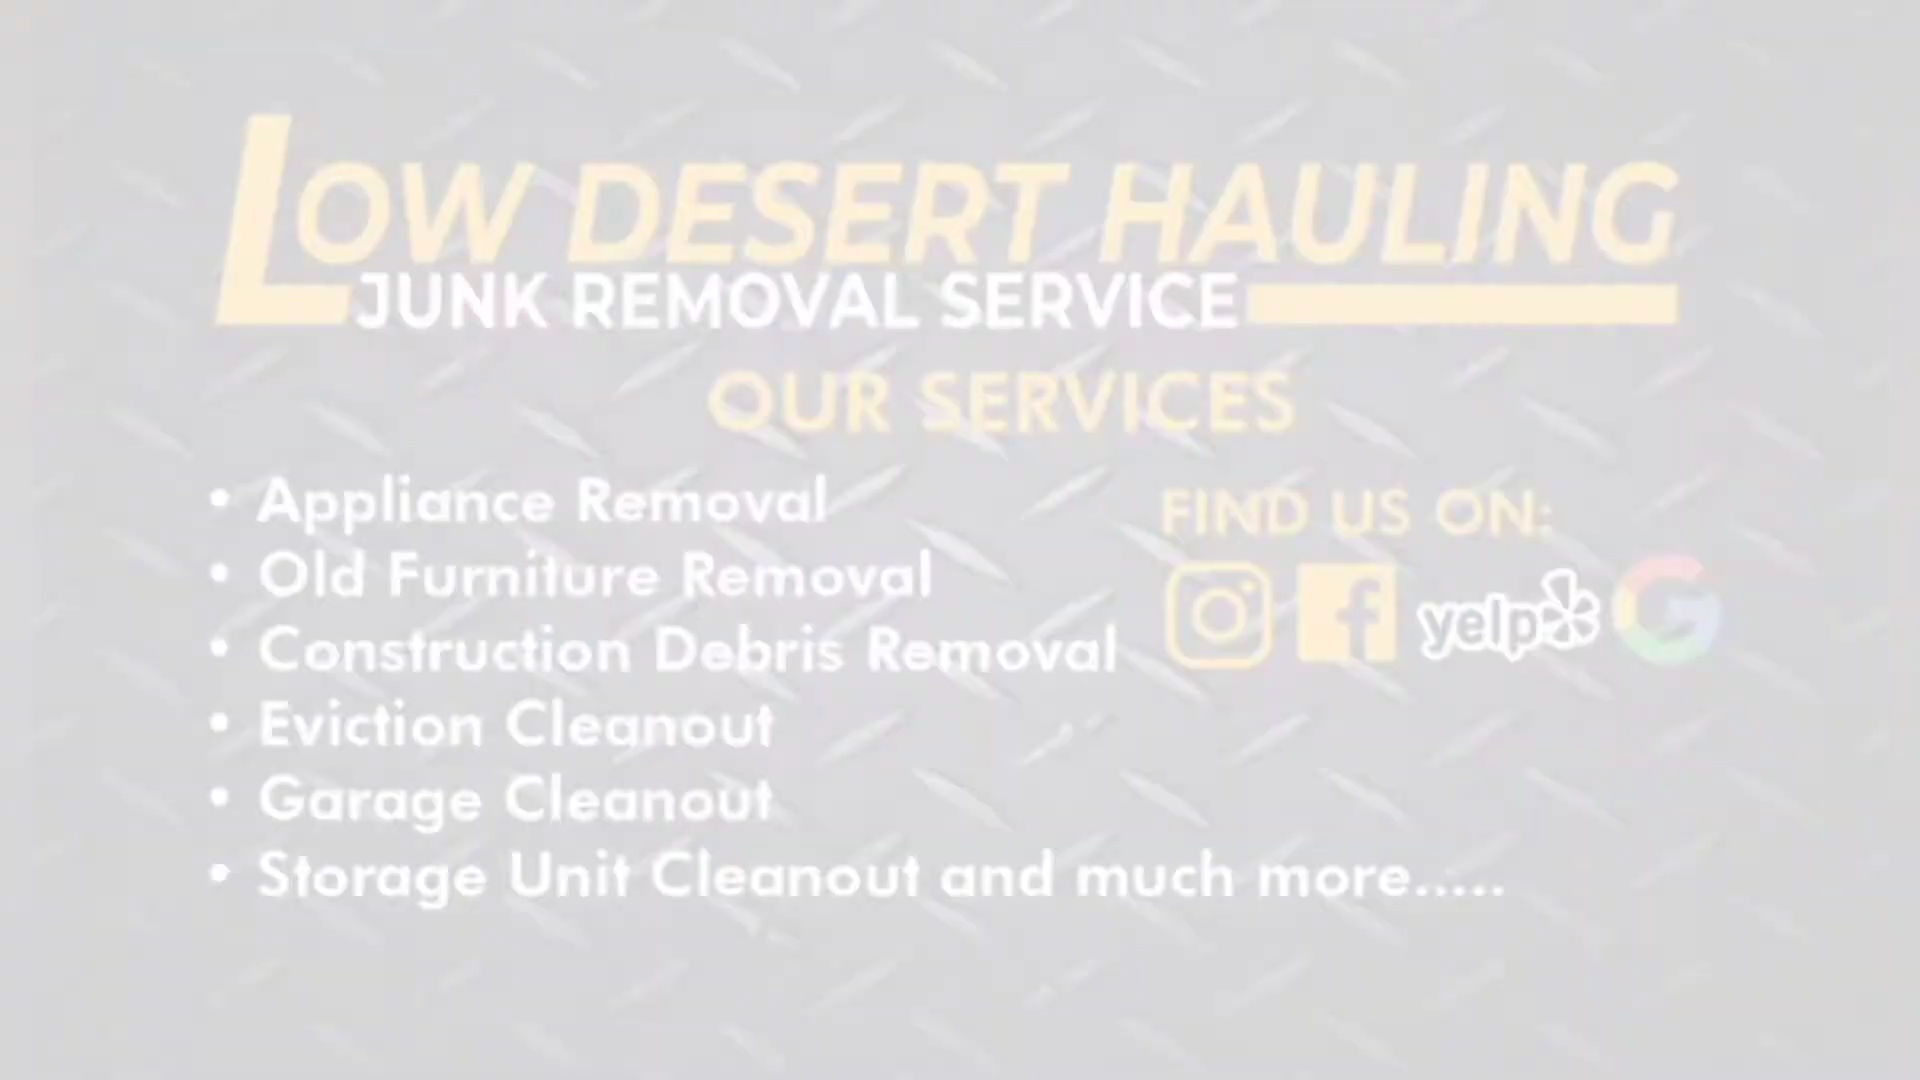 LOW DESERT HAULING
JUNK REMOVAL SERVICE
OUR SERVICES
• Appliance Removal
• Old Furniture Removal
• Construction Debris Removal
• Eviction Cleanout
• Garage Cleanout
• Storage Unit Cleanout and much more.....
FIND US ON:
yelp